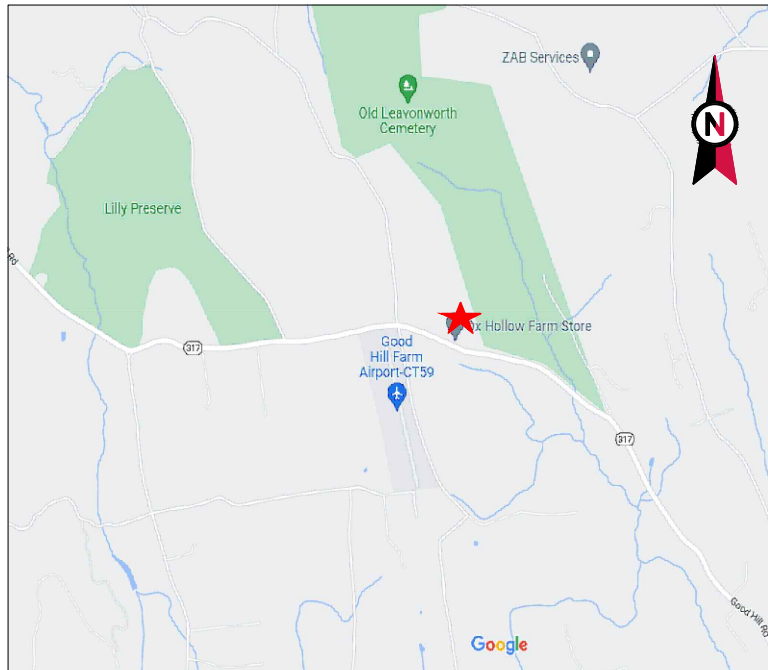 ZAB Services
N
Old Leavonworth
Cemetery
Lilly Preserve
Rd
Ox Hollow Farm Store
317
Good
Hill Farm
Airport-CT59
317
Good Hill Rd
Google